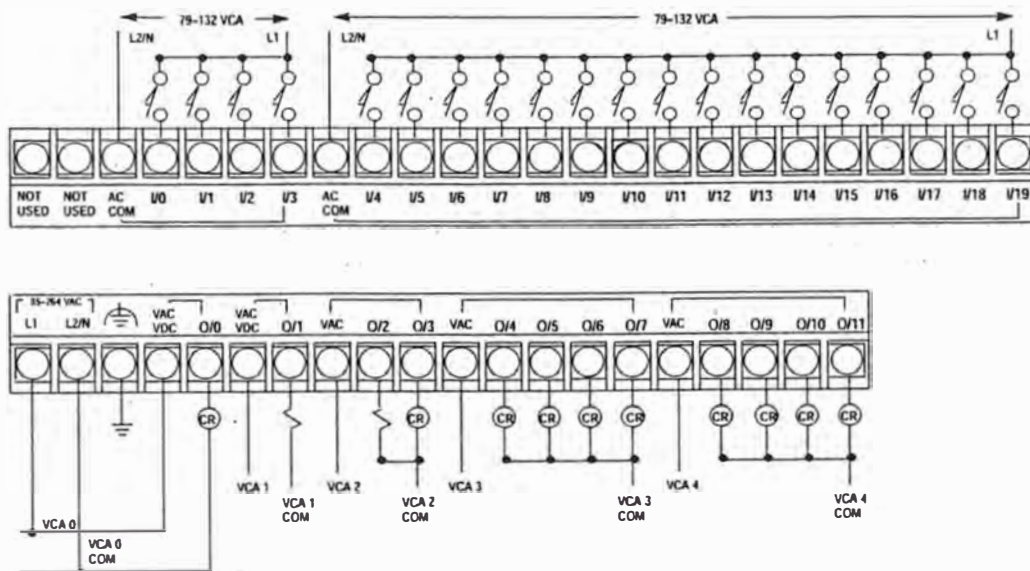 79-132 VCA
79-132 VCA
L2/N
L1
L2/N
L1
NOT USED
NOT USED
AC COM
I/0
I/1
I/2
I/3
AC COM
I/4
I/5
I/6
I/7
I/8
I/9
I/10
I/11
I/12
I/13
I/14
I/15
I/16
I/17
I/18
I/19
85-264 VAC
L1
L2/N
VAC VDC
O/0
VAC VDC
O/1
VAC
O/2
O/3
VAC
O/4
O/5
O/6
O/7
VAC
O/8
O/9
O/10
O/11
CR
CR
CR
CR
CR
CR
CR
CR
CR
CR
VCA 1
VCA 1 COM
VCA 2
VCA 2 COM
VCA 3
VCA 3 COM
VCA 4
VCA 4 COM
VCA 0
VCA 0 COM